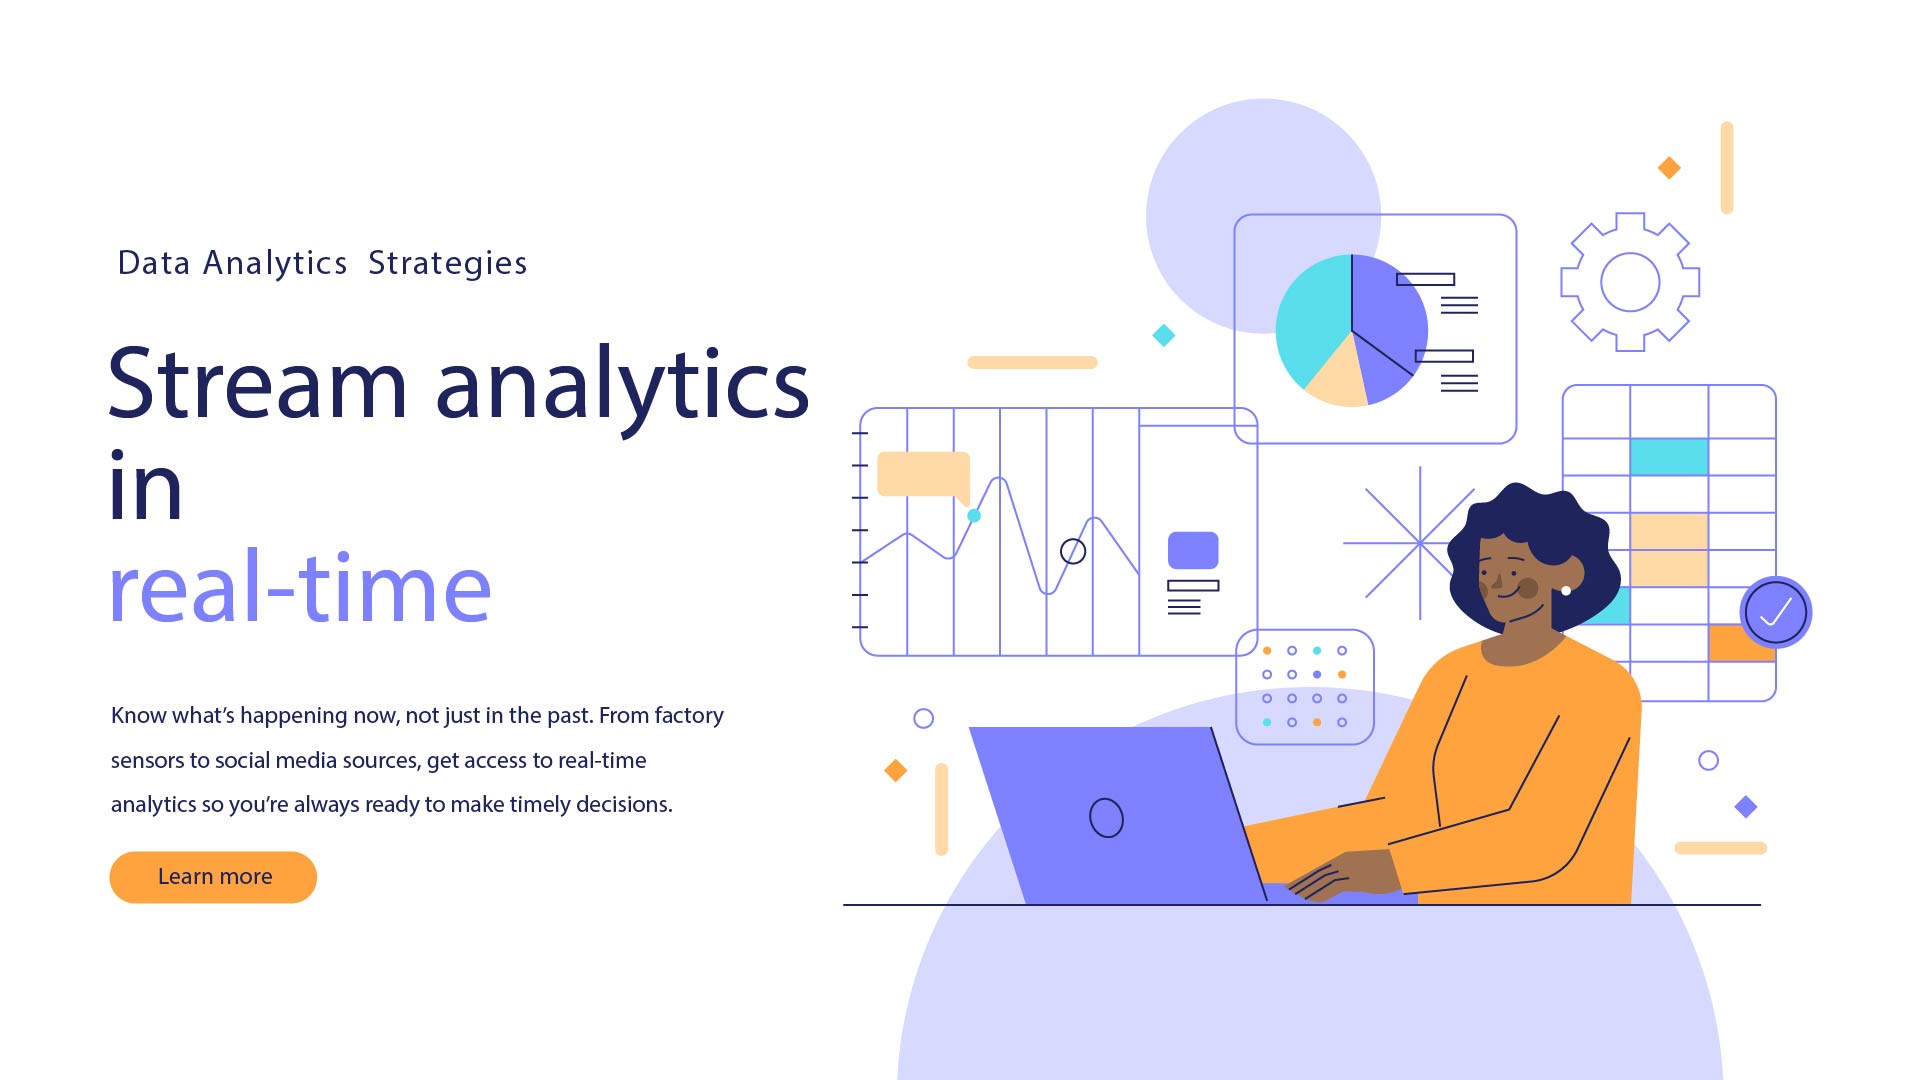 Data Analytics Strategies
Stream analytics
in
real-time
Know what’s happening now, not just in the past. From factory
sensors to social media sources, get access to real-time
analytics so you’re always ready to make timely decisions.
Learn more